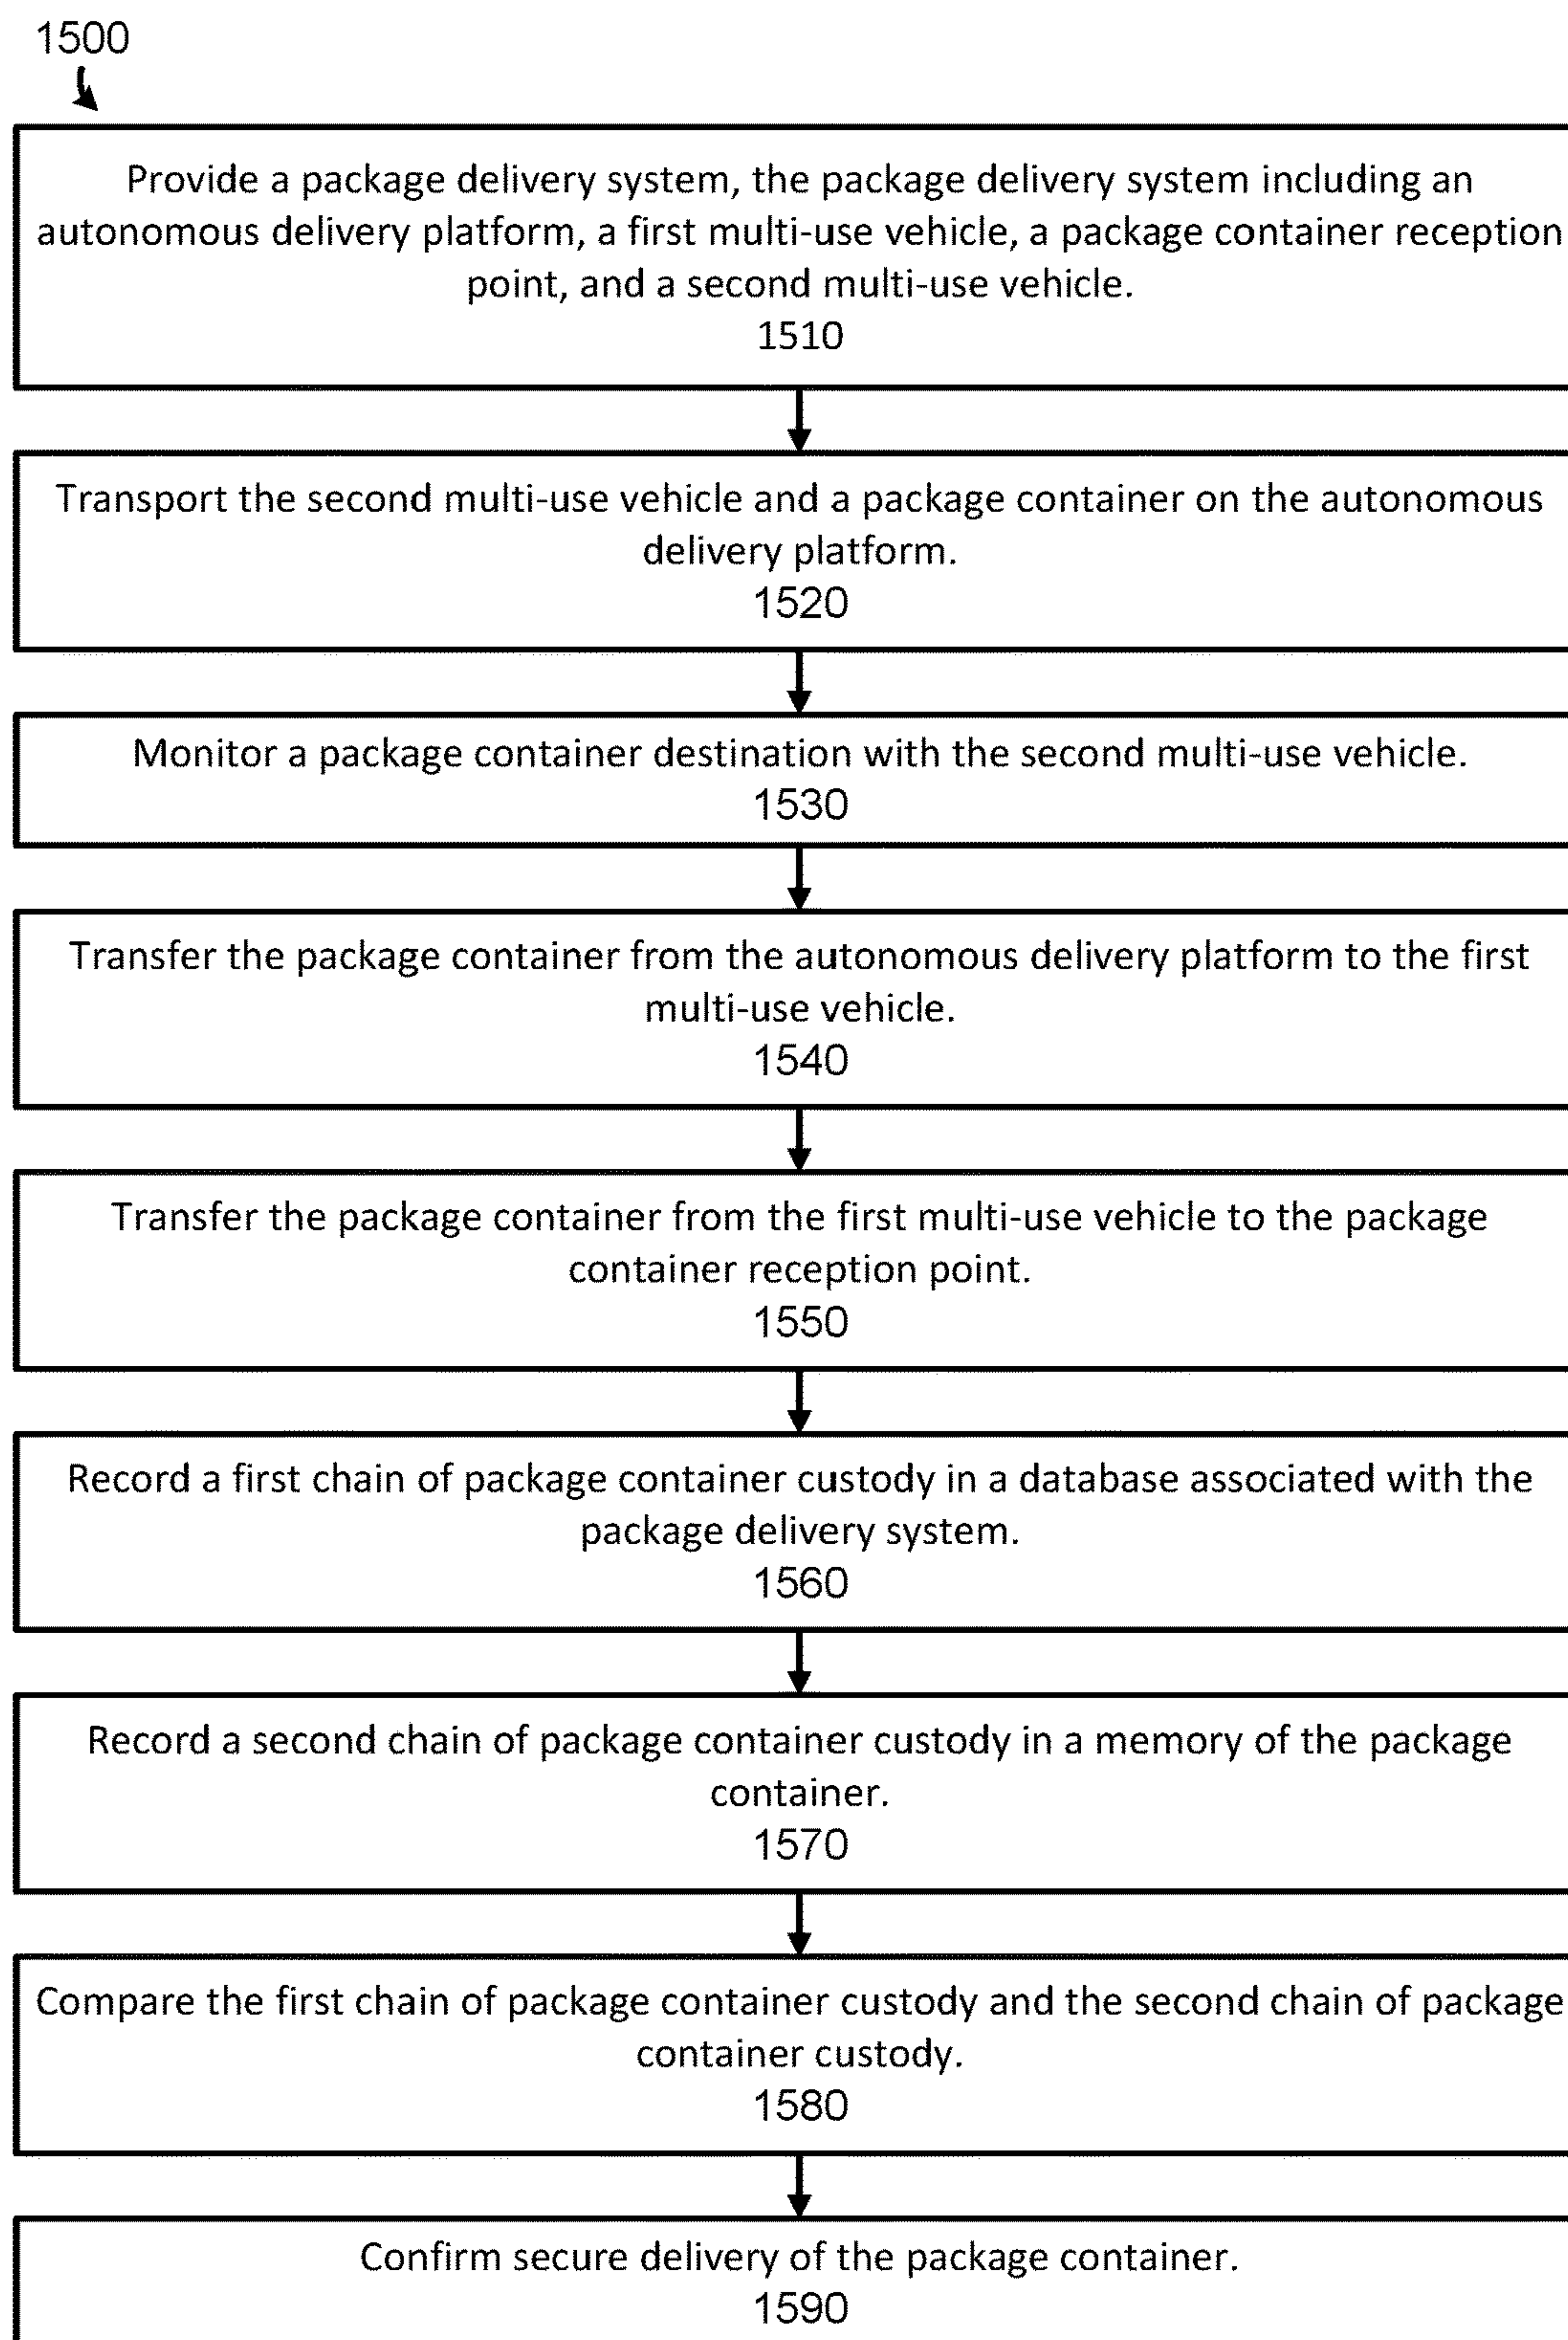 1500
Provide a package delivery system, the package delivery system including an
autonomous delivery platform, a first multi-use vehicle, a package container reception
point, and a second multi-use vehicle.
1510
Transport the second multi-use vehicle and a package container on the autonomous
delivery platform.
1520
Monitor a package container destination with the second multi-use vehicle.
1530
Transfer the package container from the autonomous delivery platform to the first
multi-use vehicle.
1540
Transfer the package container from the first multi-use vehicle to the package
container reception point.
1550
Record a first chain of package container custody in a database associated with the
package delivery system.
1560
Record a second chain of package container custody in a memory of the package
container.
1570
Compare the first chain of package container custody and the second chain of package
container custody.
1580
Confirm secure delivery of the package container.
1590